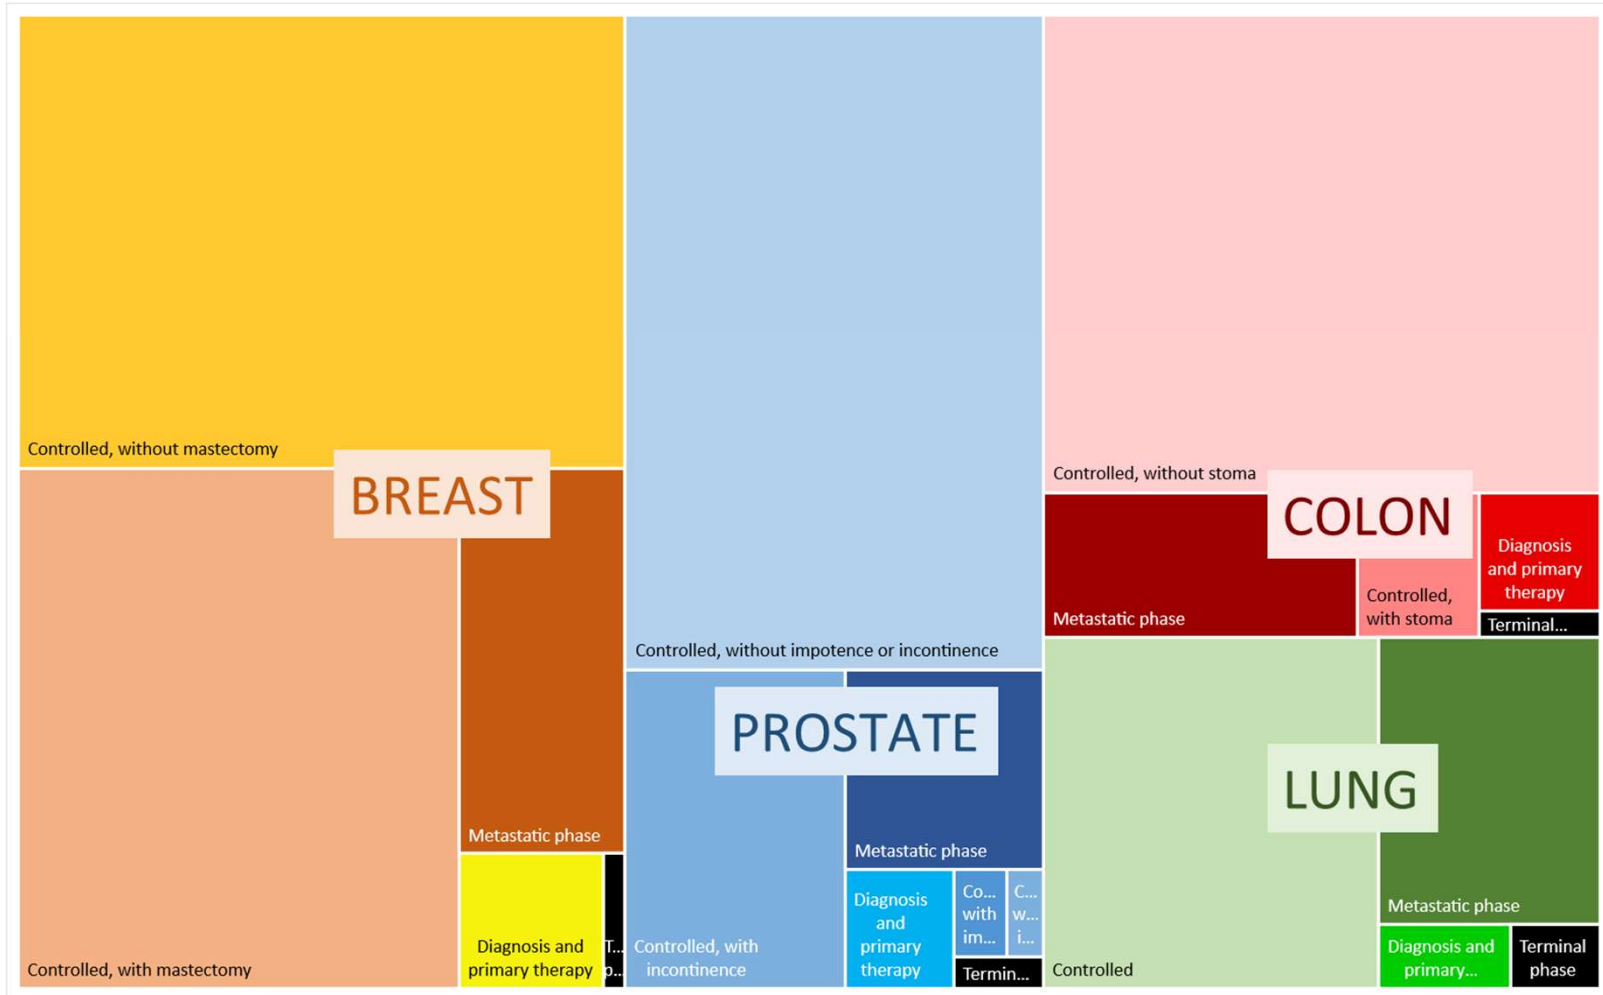 Controlled, without mastectomy
BREAST
Controlled, with mastectomy
Metastatic phase
Diagnosis and
primary therapy
T...
p...
Controlled, without impotence or incontinence
PROSTATE
Controlled, with
incontinence
Metastatic phase
Diagnosis
and
primary
therapy
Co...
with
im...
C...
w...
i...
Termin...
Controlled, without stoma
COLON
Metastatic phase
Controlled,
with stoma
Diagnosis
and primary
therapy
Terminal...
LUNG
Controlled
Metastatic phase
Diagnosis and
primary...
Terminal
phase